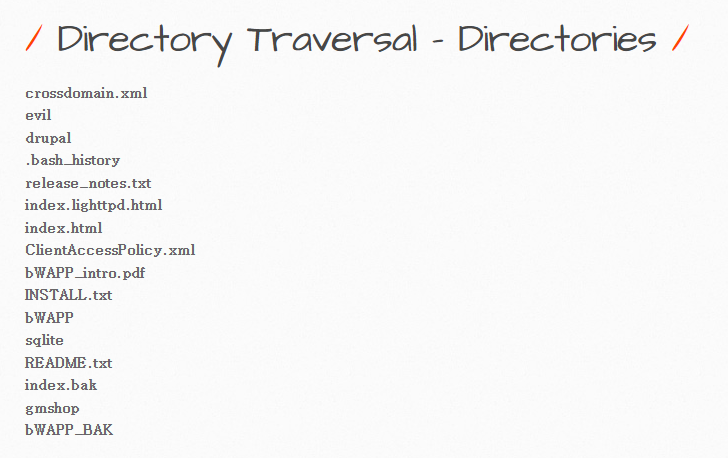 / Directory Traversal - Directories /
crossdomain.xml
evil
drupal
.bash_history
release_notes.txt
index.lighttpd.html
index.html
ClientAccessPolicy.xml
bWAPP_intro.pdf
INSTALL.txt
bWAPP
sqlite
README.txt
index.bak
gmshop
bWAPP_BAK